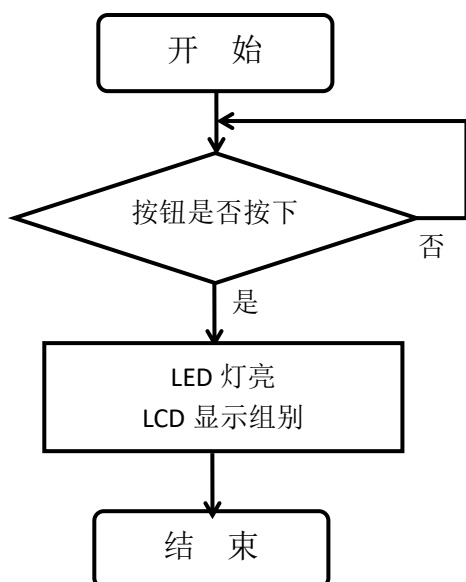 开 始
按钮是否按下
否
是
LED 灯亮
LCD 显示组别
结 束